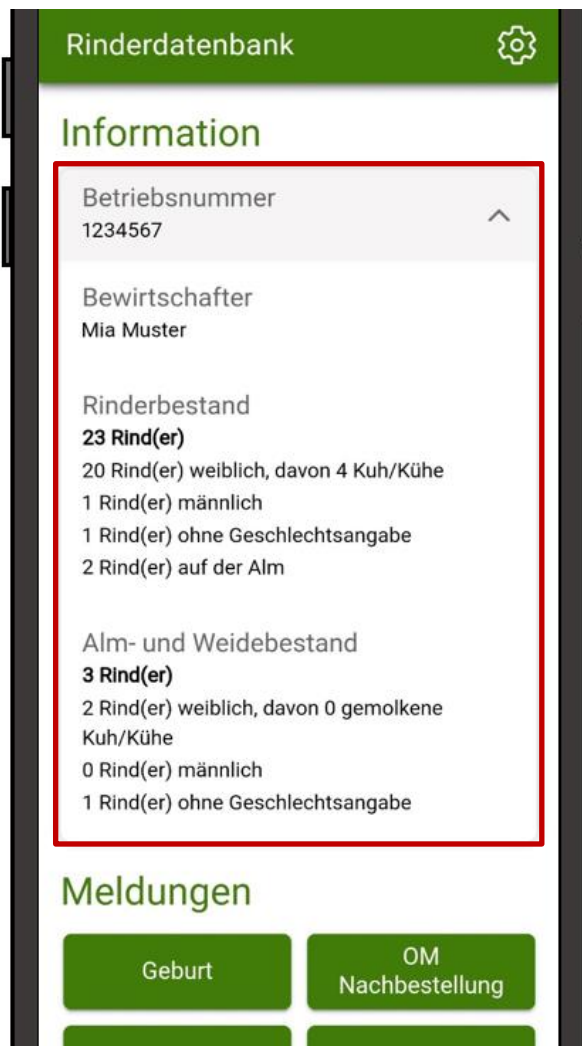 Rinderdatenbank
Information
Betriebsnummer
1234567
Bewirtschafter
Mia Muster
Rinderbestand
23 Rind(er)
20 Rind(er) weiblich, davon 4 Kuh/Kühe
1 Rind(er) männlich
1 Rind(er) ohne Geschlechtsangabe
2 Rind(er) auf der Alm
Alm- und Weidebestand
3 Rind(er)
2 Rind(er) weiblich, davon 0 gemolkene
Kuh/Kühe
0 Rind(er) männlich
1 Rind(er) ohne Geschlechtsangabe
Meldungen
Geburt
OM
Nachbestellung